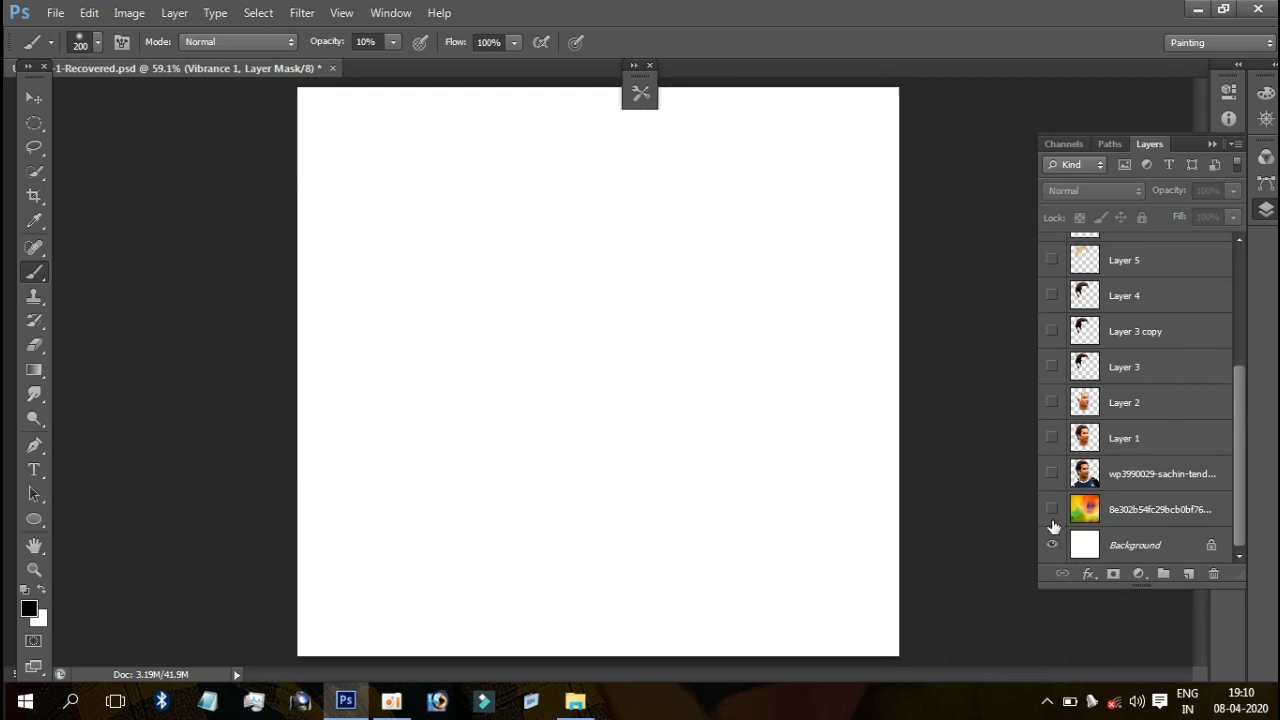 Ps File Edit Image Layer Type Select Filter View Window Help
200 Mode: Normal Opacity: 10% Flow: 100% Painting
-1-Recovered.psd @ 59.1% (Vibrance 1, Layer Mask/8) * ×
Channels Paths Layers
Kind
Normal Opacity: 100%
Lock: Fill: 100%
Layer 5
Layer 4
Layer 3 copy
Layer 3
Layer 2
Layer 1
wp3990029-sachin-tend...
8e302b54fc29bcb0bf76...
Background
fx
Doc: 3.19M/41.9M
Ps
ENG
IN
19:10
08-04-2020